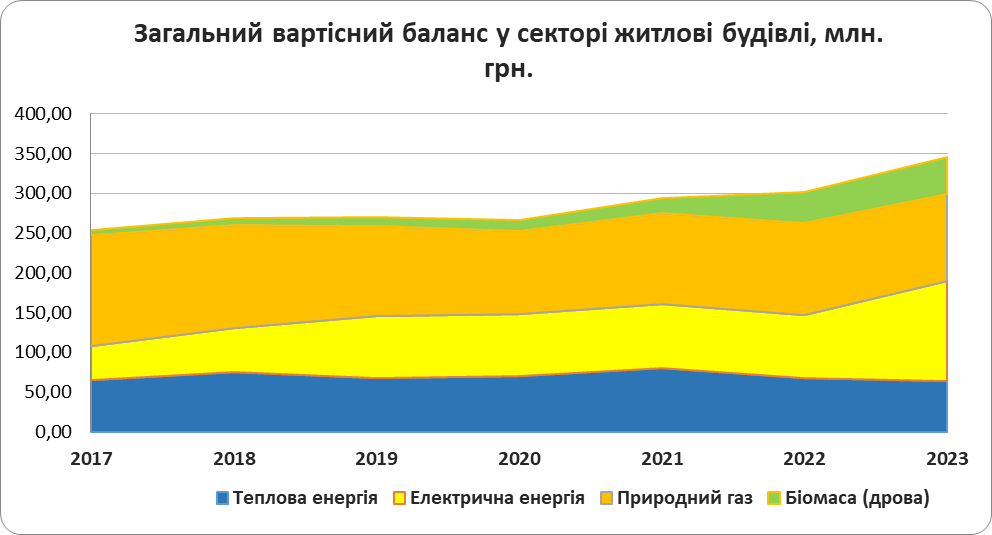 Загальний вартісний баланс у секторі житлові будівлі, млн.
грн.
400,00
350,00
300,00
250,00
200,00
150,00
100,00
50,00
0,00
2017 2018 2019 2020 2021 2022 2023
Теплова енергія Електрична енергія Природний газ Біомаса (дрова)